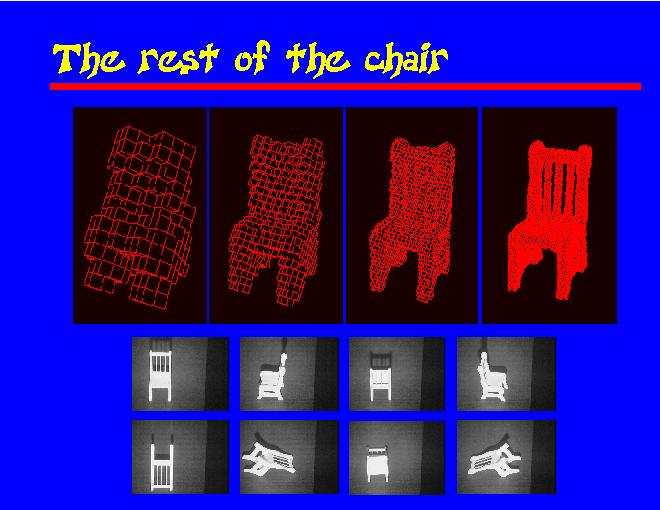 The rest of the chair